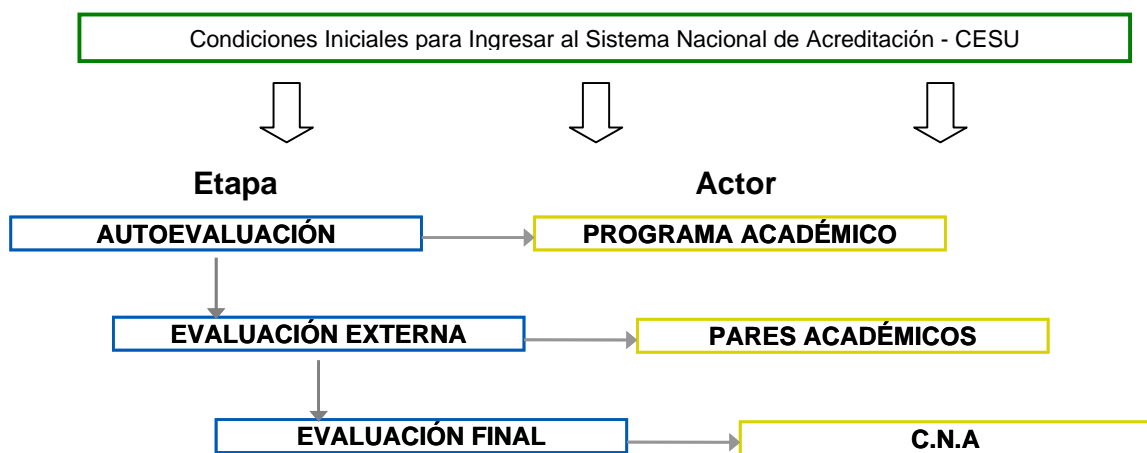 Condiciones Iniciales para Ingresar al Sistema Nacional de Acreditación - CESU
Etapa
Actor
AUTOEVALUACIÓN
PROGRAMA ACADÉMICO
EVALUACIÓN EXTERNA
PARES ACADÉMICOS
EVALUACIÓN FINAL
C.N.A